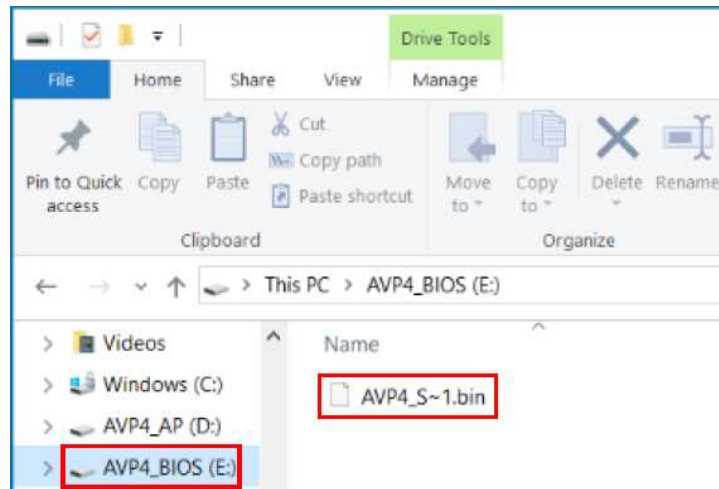 Drive Tools
File Home Share View Manage
Cut
Copy path
Paste shortcut
Pin to Quick access
Copy
Paste
Move to
Copy to
Delete
Rename
Clipboard
Organize
This PC > AVP4_BIOS (E:)
Videos
Windows (C:)
AVP4_AP (D:)
AVP4_BIOS (E:)
Name
AVP4_S~1.bin